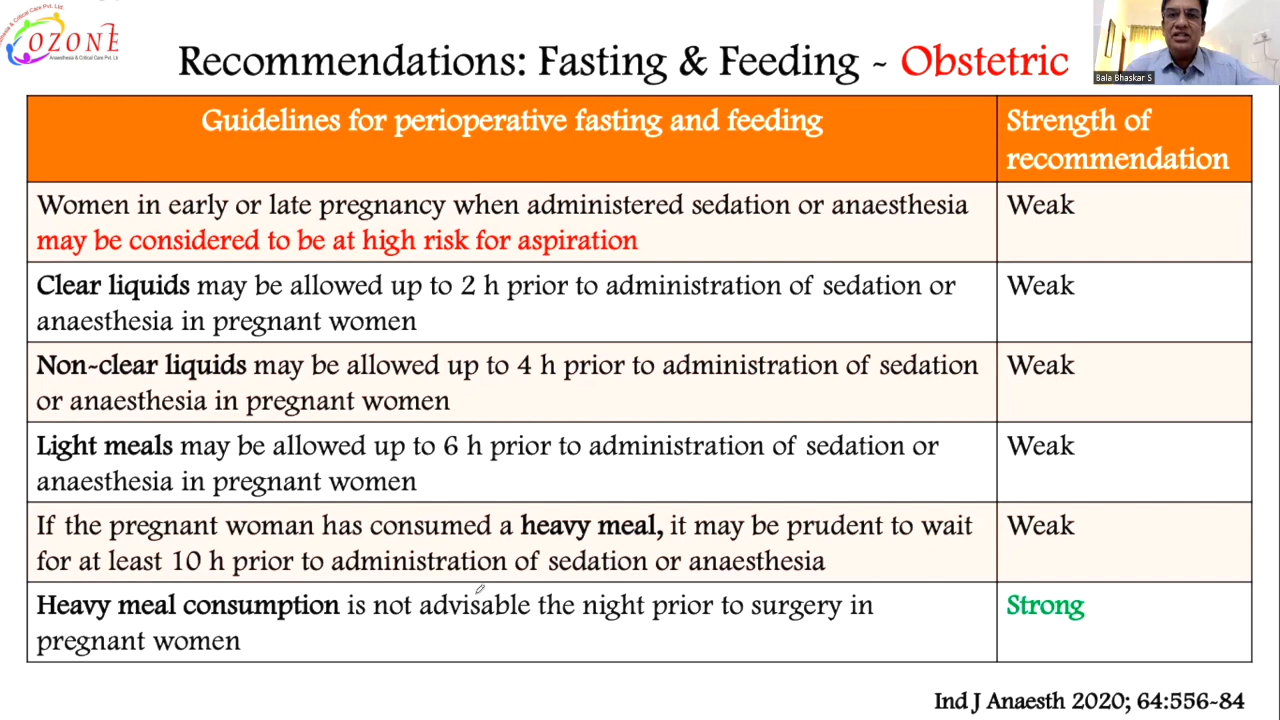 OZONE
Anaesthesia & Critical Care Pvt. Lt
Recommendations: Fasting & Feeding - Obstetric
Bala Bhaskar S
Guidelines for perioperative fasting and feeding
Strength of
recommendation
Women in early or late pregnancy when administered sedation or anaesthesia
may be considered to be at high risk for aspiration
Weak
Clear liquids may be allowed up to 2 h prior to administration of sedation or
anaesthesia in pregnant women
Weak
Non-clear liquids may be allowed up to 4 h prior to administration of sedation
or anaesthesia in pregnant women
Weak
Light meals may be allowed up to 6 h prior to administration of sedation or
anaesthesia in pregnant women
Weak
If the pregnant woman has consumed a heavy meal, it may be prudent to wait
for at least 10 h prior to administration of sedation or anaesthesia
Weak
Heavy meal consumption is not advisable the night prior to surgery in
pregnant women
Strong
Ind J Anaesth 2020; 64:556-84